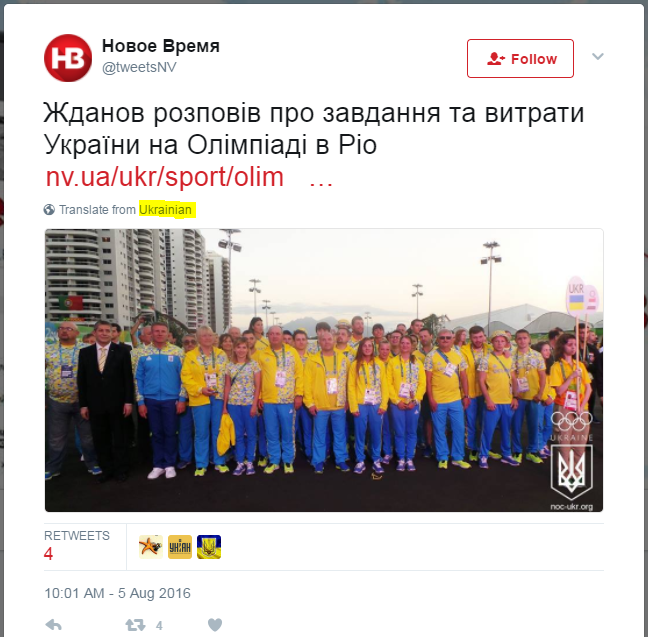 НВ
Новое Время
@tweetsNV
Follow
Жданов розповів про завдання та витрати
України на Олімпіаді в Ріо
nv.ua/ukr/sport/olim …
Translate from Ukrainian
UKR
UKRAINE
noc-ukr.org
RETWEETS
4
УНІАН
10:01 AM - 5 Aug 2016
4